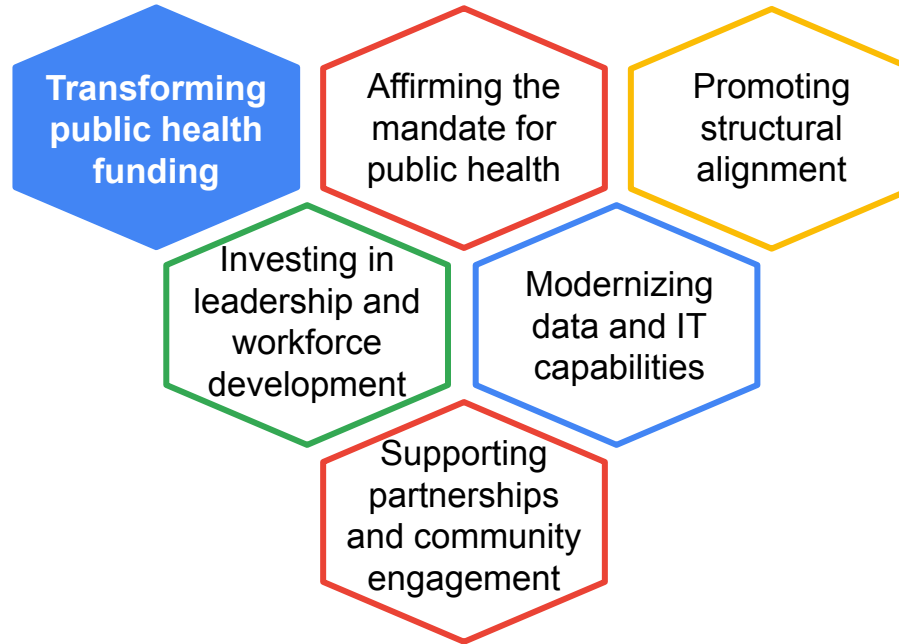 Transforming
public health
funding
Affirming the
mandate for
public health
Promoting
structural
alignment
Investing in
leadership and
workforce
development
Modernizing
data and IT
capabilities
Supporting
partnerships
and community
engagement